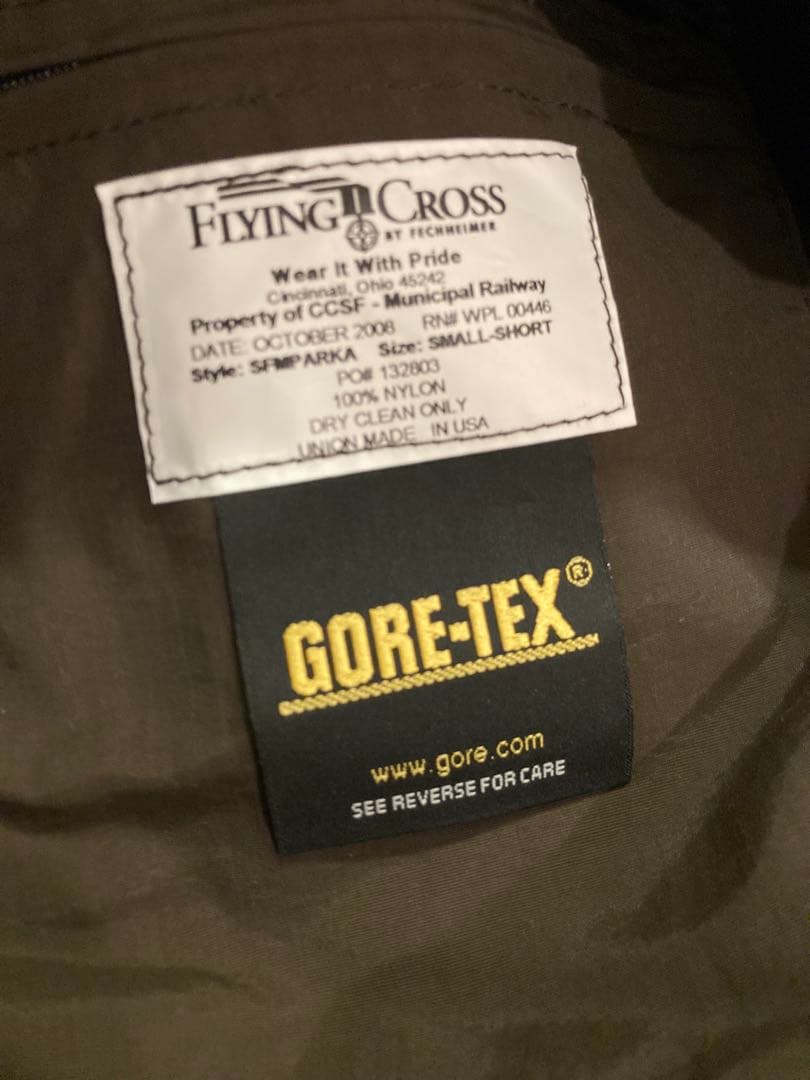 FLYING CROSS
BY FECHHEIMER
Wear It With Pride
Cincinnati, Ohio 45242
Property of CCSF - Municipal Railway
DATE: OCTOBER 2008 RN# WPL 00446
Style: SFMPARKA Size: SMALL-SHORT
PO# 132803
100% NYLON
DRY CLEAN ONLY
UNION MADE IN USA
GORE-TEX®
www.gore.com
SEE REVERSE FOR CARE